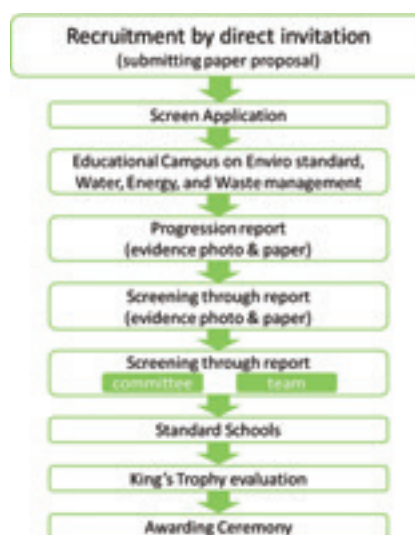 Recruitment by direct invitation
(submitting paper proposal)
Screen Application
Educational Campus on Enviro standard,
Water, Energy, and Waste management
Progression report
(evidence photo & paper)
Screening through report
(evidence photo & paper)
Screening through report
committee team
Standard Schools
King's Trophy evaluation
Awarding Ceremony